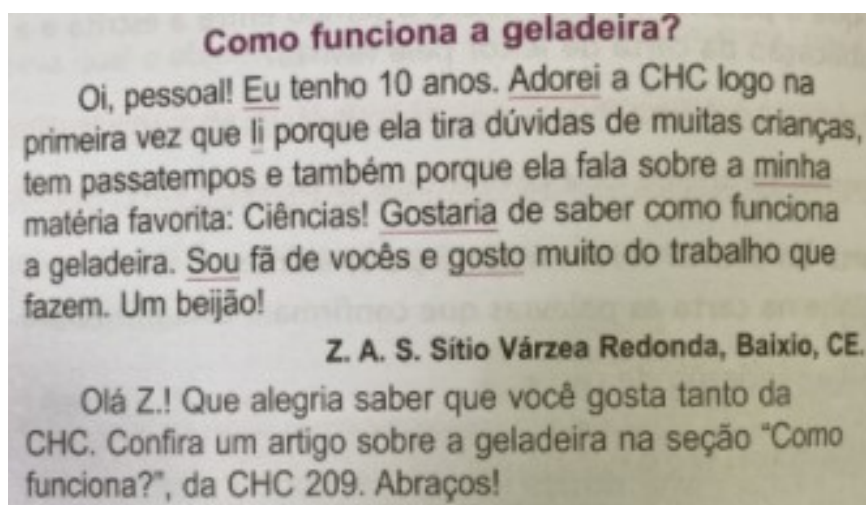 Como funciona a geladeira?
Oi, pessoal! Eu tenho 10 anos. Adorei a CHC logo na
primeira vez que li porque ela tira dúvidas de muitas crianças,
tem passatempos e também porque ela fala sobre a minha
matéria favorita: Ciências! Gostaria de saber como funciona
a geladeira. Sou fã de vocês e gosto muito do trabalho que
fazem. Um beijão!
Z. A. S. Sítio Várzea Redonda, Baixio, CE.
Olá Z.! Que alegria saber que você gosta tanto da
CHC. Confira um artigo sobre a geladeira na seção “Como
funciona?”, da CHC 209. Abraços!